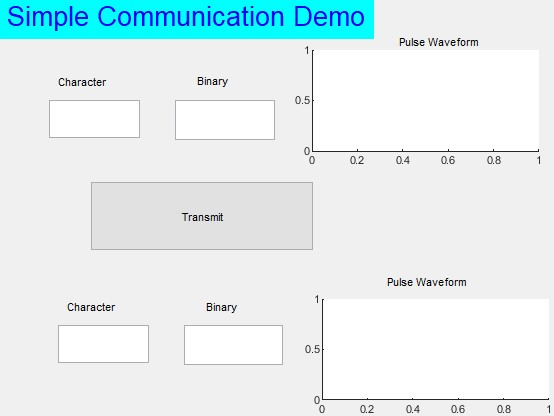 Simple Communication Demo
Pulse Waveform
Character
Binary
1
0.5
0
0 0.2 0.4 0.6 0.8 1
Transmit
Pulse Waveform
Character
Binary
1
0.5
0
0 0.2 0.4 0.6 0.8 1